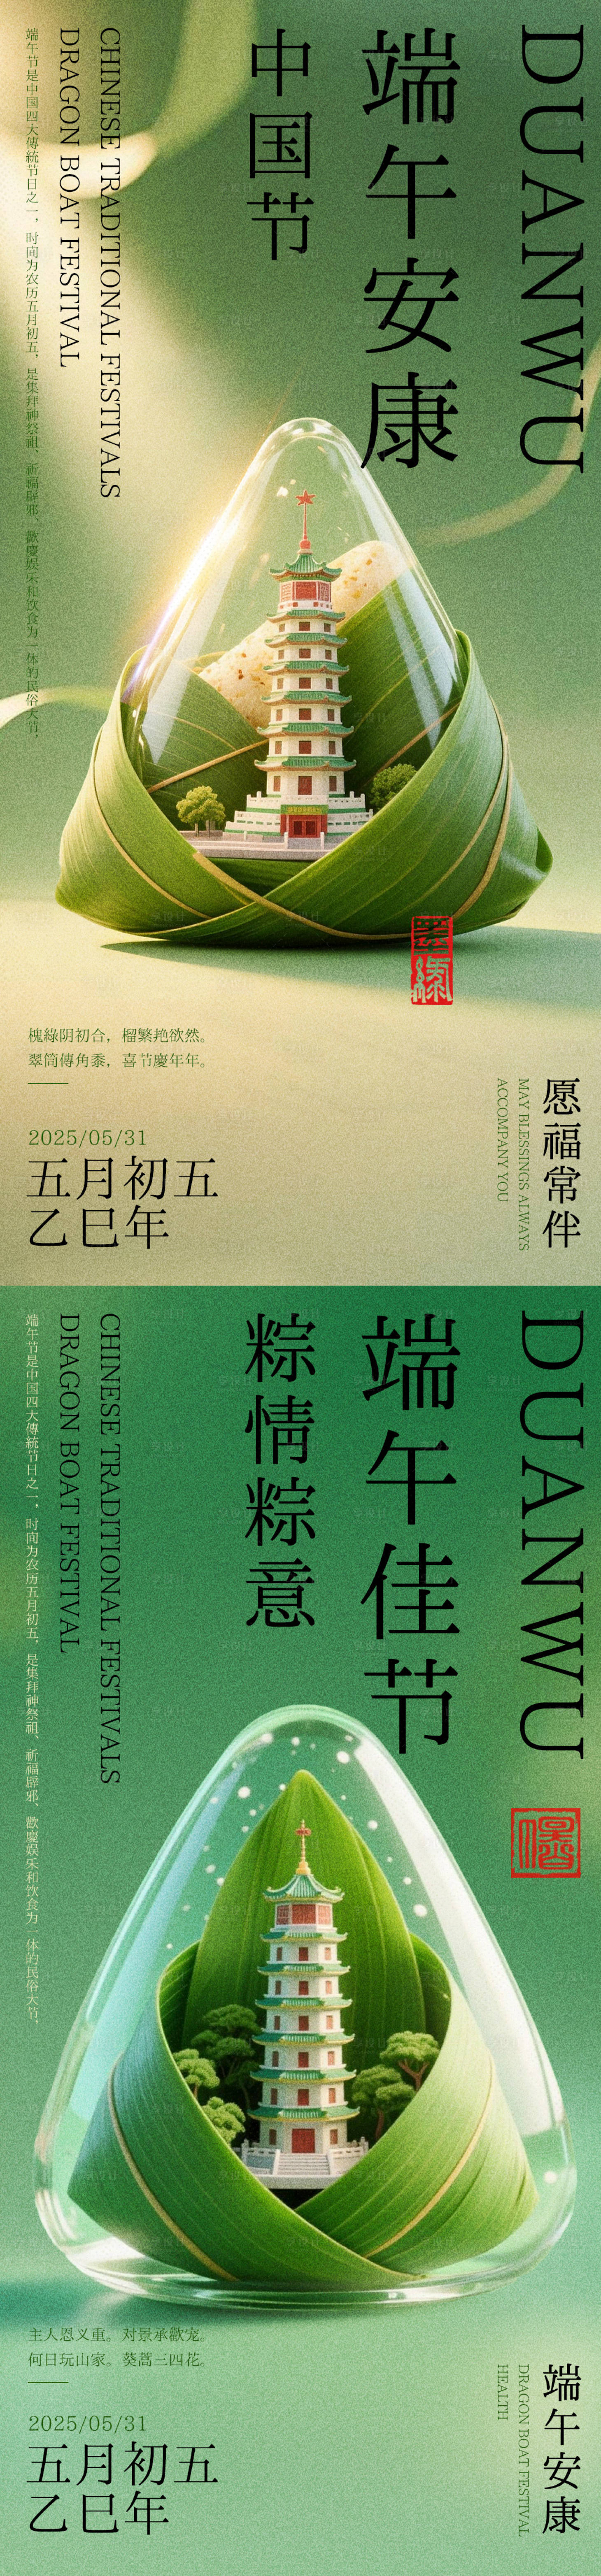 DUANWU
端午安康
中国节
CHINESE TRADITIONAL FESTIVALS
DRAGON BOAT FESTIVAL
端午节是中国四大傳統节日之一，时间为农历五月初五，是集拜神祭祖、祈福辟邪、歡慶娱乐和饮食为一体的民俗大节，
槐綠阴初合，榴繁艳欲然。
翠筒傳角黍，喜节慶年年。
2025/05/31
五月初五
乙巳年
愿福常伴
MAY BLESSINGS ALWAYS
ACCOMPANY YOU
DUANWU
端午佳节
粽情粽意
CHINESE TRADITIONAL FESTIVALS
DRAGON BOAT FESTIVAL
端午节是中国四大傳統节日之一，时间为农历五月初五，是集拜神祭祖、祈福辟邪、歡慶娱乐和饮食为一体的民俗大节，
主人恩义重。对景承歡宠。
何日玩山家。葵蒿三四花。
2025/05/31
五月初五
乙巳年
端午安康
DRAGON BOAT FESTIVAL
HEALTH